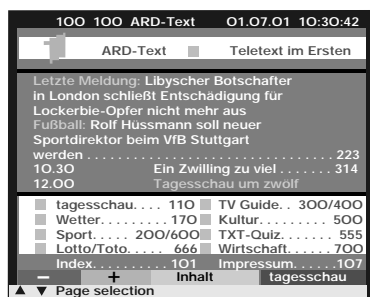 100 100 ARD-Text 01.07.01 10:30:42
ARD-Text Teletext im Ersten
Letzte Meldung: Libyscher Botschafter
in London schließt Entschädigung für
Lockerbie-Opfer nicht mehr aus
Fußball: Rolf Hüssmann soll neuer
Sportdirektor beim VfB Stuttgart
werden . . . . . . . . . . . . . . . . . . . . . . . . . . . . . . . . 223
10.30 Ein Zwilling zu viel . . . . . . . 314
12.00 Tagesschau um zwölf
tagesschau. . . . 110 TV Guide. . 300/400
Wetter. . . . . . . . 170 Kultur. . . . . . . . . 500
Sport. . . . . 200/600 TXT-Quiz. . . . . . 555
Lotto/Toto. . . . . 666 Wirtschaft. . . . . 700
Index. . . . . . . . . . 101 Impressum. . . . . . 107
− + Inhalt tagesschau
▲ ▼ Page selection